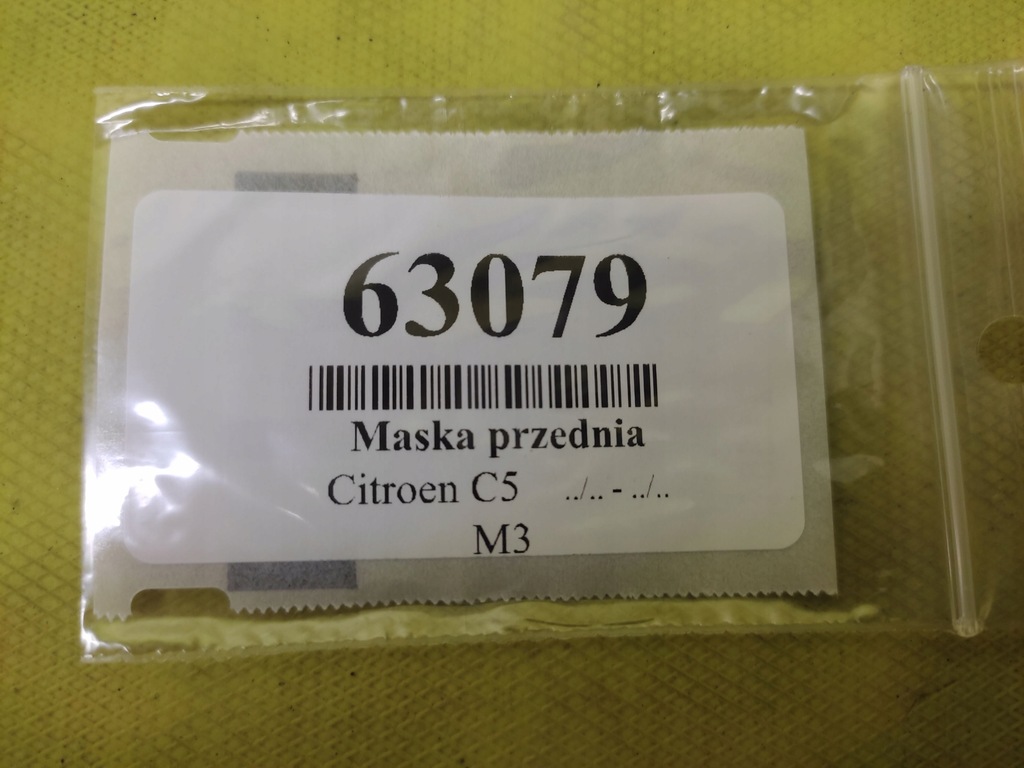 63079
Maska przednia
Citroen C5 ../.. - ../..
M3